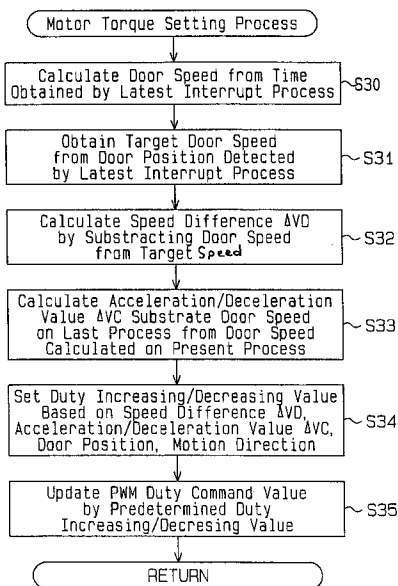 Motor Torque Setting Process
Calculate Door Speed from Time
Obtained by Latest Interrupt Process
S30
Obtain Target Door Speed
from Door Position Detected
by Latest Interrupt Process
S31
Calculate Speed Difference ΔVD
by Substracting Door Speed
from Target Speed
S32
Calculate Acceleration/Deceleration
Value ΔVC Substrate Door Speed
on Last Process from Door Speed
Calculated on Present Process
S33
Set Duty Increasing/Decreasing Value
Based on Speed Difference ΔVD,
Acceleration/Deceleration Value ΔVC,
Door Position, Motion Direction
S34
Update PWM Duty Command Value
by Predetermined Duty
Increasing/Decresing Value
S35
RETURN